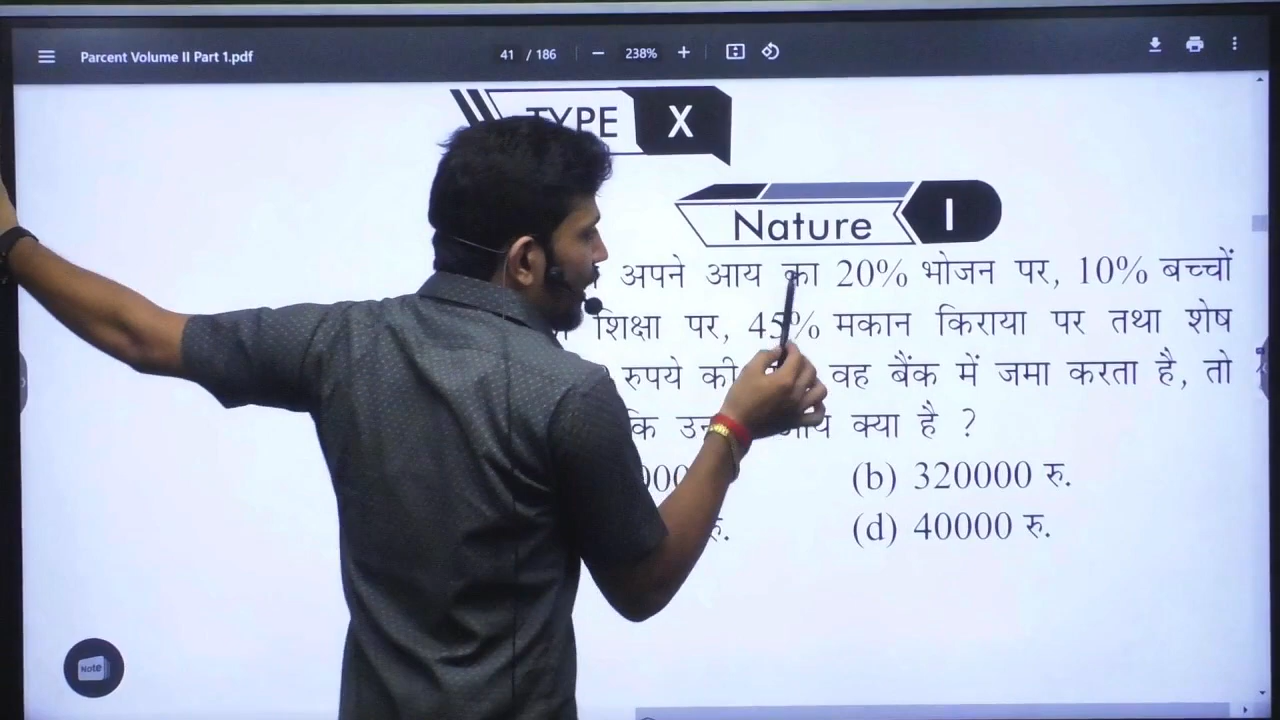 Parcent Volume II Part 1.pdf 41 / 186 238%
TYPE X
Nature I
अपने आय का 20% भोजन पर, 10% बच्चों
शिक्षा पर, 45% मकान किराया पर तथा शेष
रुपये की वह बैंक में जमा करता है, तो
कि आय क्या है ?
(b) 320000 रु.
रु. (d) 40000 रु.
Note